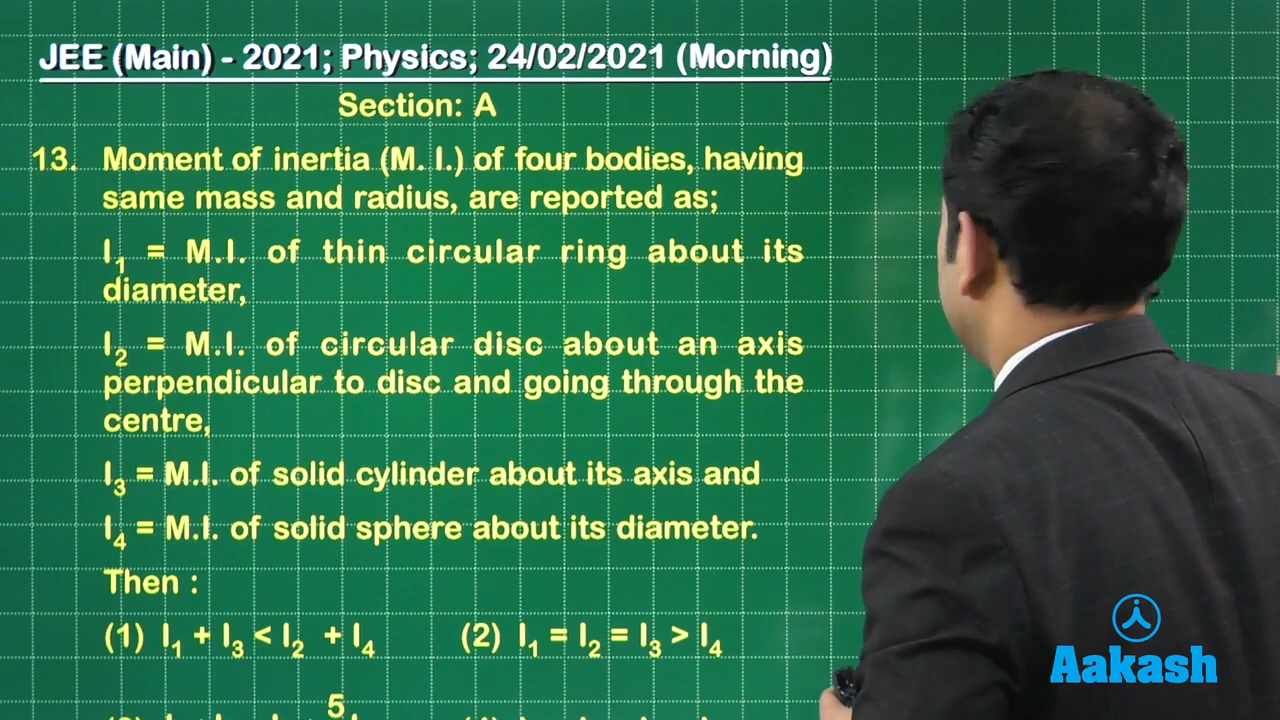 JEE (Main) - 2021; Physics; 24/02/2021 (Morning)
Section: A
13. Moment of inertia (M. I.) of four bodies, having
same mass and radius, are reported as;
I₁ = M.I. of thin circular ring about its
diameter,
I₂ = M.I. of circular disc about an axis
perpendicular to disc and going through the
centre,
I₃ = M.I. of solid cylinder about its axis and
I₄ = M.I. of solid sphere about its diameter.
Then :
(1) I₁ + I₃ < I₂ + I₄ (2) I₁ = I₂ = I₃ > I₄
5
Aakash